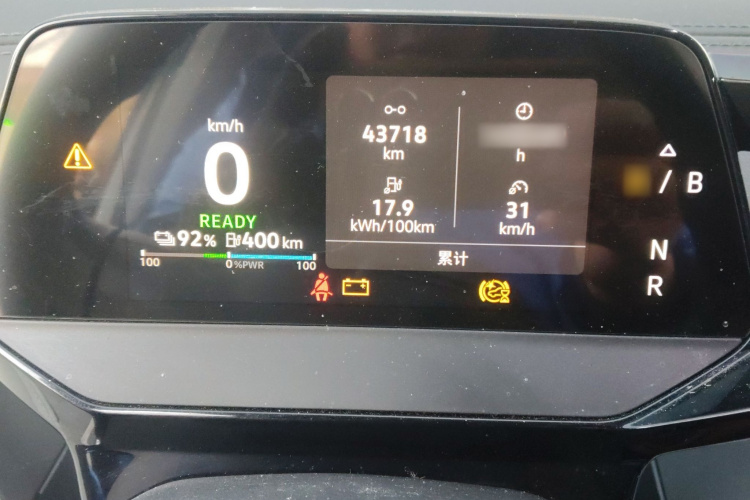 km/h
0
READY
92% 400 km
100 0 %PWR 100
43718
km
17.9
kWh/100km
h
31
km/h
累计
/ B
N
R